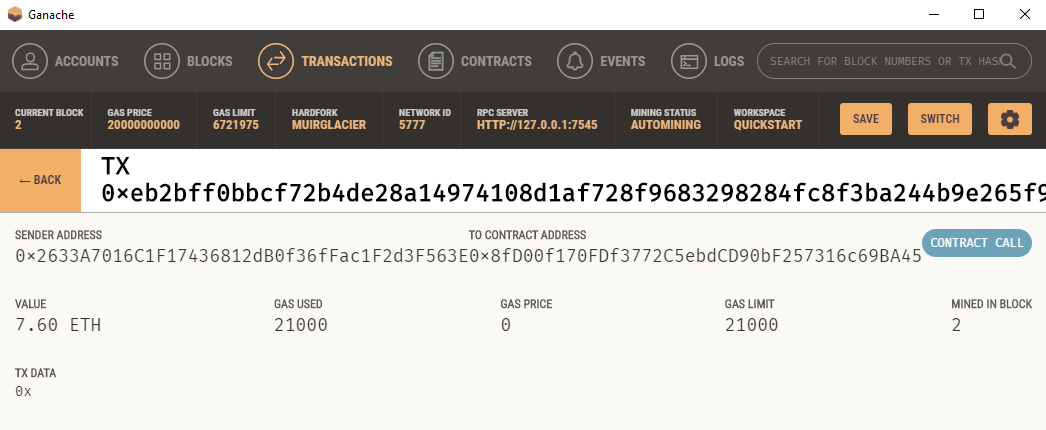 Ganache
ACCOUNTS BLOCKS TRANSACTIONS CONTRACTS EVENTS LOGS SEARCH FOR BLOCK NUMBERS OR TX HAS
CURRENT BLOCK GAS PRICE GAS LIMIT HARDFORK NETWORK ID RPC SERVER MINING STATUS WORKSPACE
2 20000000000 6721975 MUIRGLACIER 5777 HTTP://127.0.0.1:7545 AUTOMINING QUICKSTART SAVE SWITCH
← BACK
TX
0×eb2bff0bbcf72b4de28a14974108d1af728f9683298284fc8f3ba244b9e265f9
SENDER ADDRESS TO CONTRACT ADDRESS
0×2633A7016C1F17436812dB0f36fFac1F2d3F563E0×8fD00f170FDf3772C5ebdCD90bF257316c69BA45 CONTRACT CALL
VALUE GAS USED GAS PRICE GAS LIMIT MINED IN BLOCK
7.60 ETH 21000 0 21000 2
TX DATA
0x